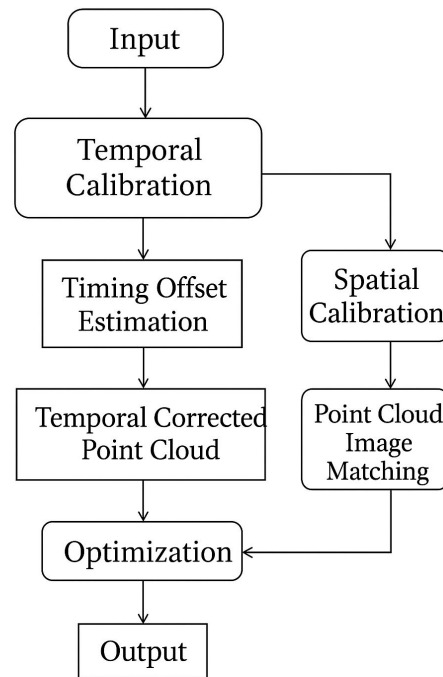 Input
Temporal
Calibration
Timing Offset
Estimation
Temporal Corrected
Point Cloud
Spatial
Calibration
Point Cloud
Image
Matching
Optimization
Output